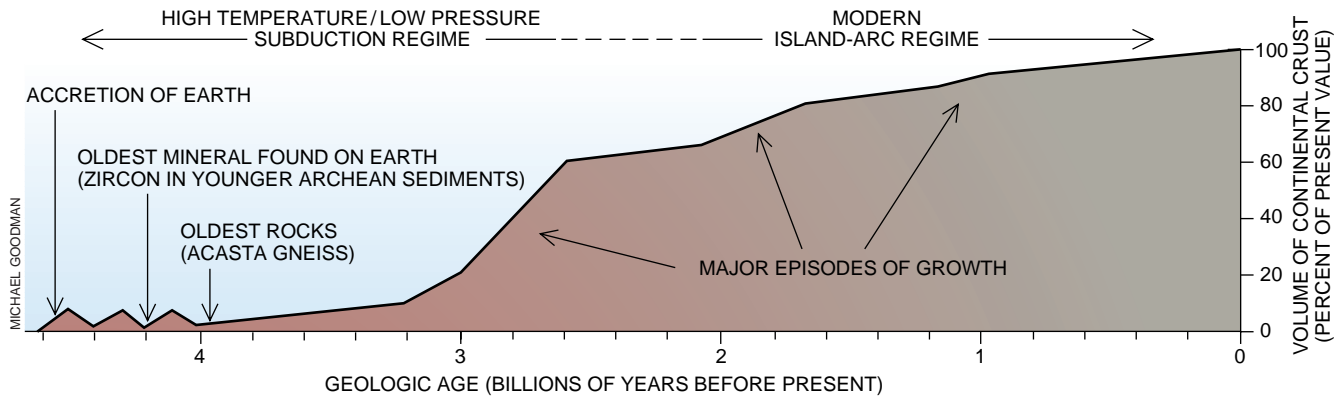 HIGH TEMPERATURE/LOW PRESSURE
SUBDUCTION REGIME
MODERN
ISLAND-ARC REGIME
ACCRETION OF EARTH
OLDEST MINERAL FOUND ON EARTH
(ZIRCON IN YOUNGER ARCHEAN SEDIMENTS)
OLDEST ROCKS
(ACASTA GNEISS)
MAJOR EPISODES OF GROWTH
MICHAEL GOODMAN
100
80
60
40
20
0
VOLUME OF CONTINENTAL CRUST
(PERCENT OF PRESENT VALUE)
4 3 2 1 0
GEOLOGIC AGE (BILLIONS OF YEARS BEFORE PRESENT)